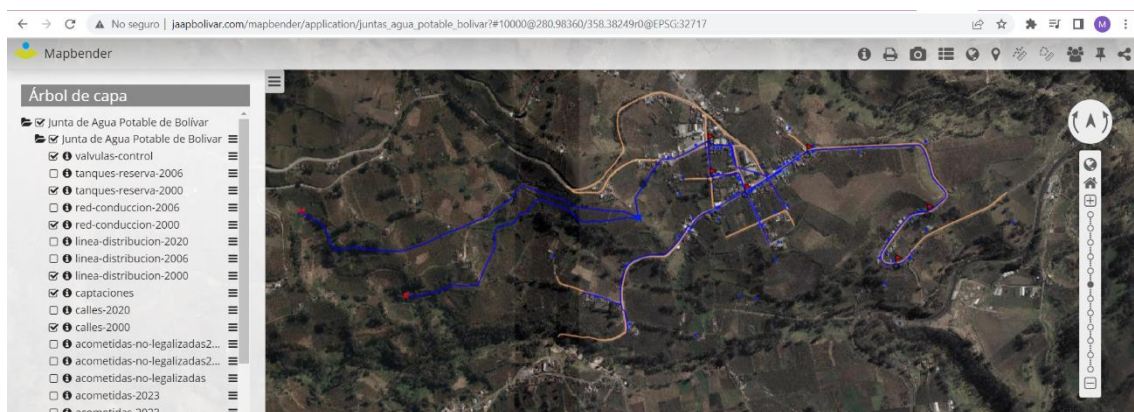 No seguro | jaapbolivar.com/mapbender/application/juntas_agua_potable_bolivar?#10000@280.98360/358.38249r0@EPSG:32717
M
Mapbender
Árbol de capa
Junta de Agua Potable de Bolívar
Junta de Agua Potable de Bolivar
valvulas-control
tanques-reserva-2006
tanques-reserva-2000
red-conduccion-2006
red-conduccion-2000
linea-distribucion-2020
linea-distribucion-2006
linea-distribucion-2000
captaciones
calles-2020
calles-2000
acometidas-no-legalizadas2...
acometidas-no-legalizadas2...
acometidas-no-legalizadas
acometidas-2023
acometidas-2022